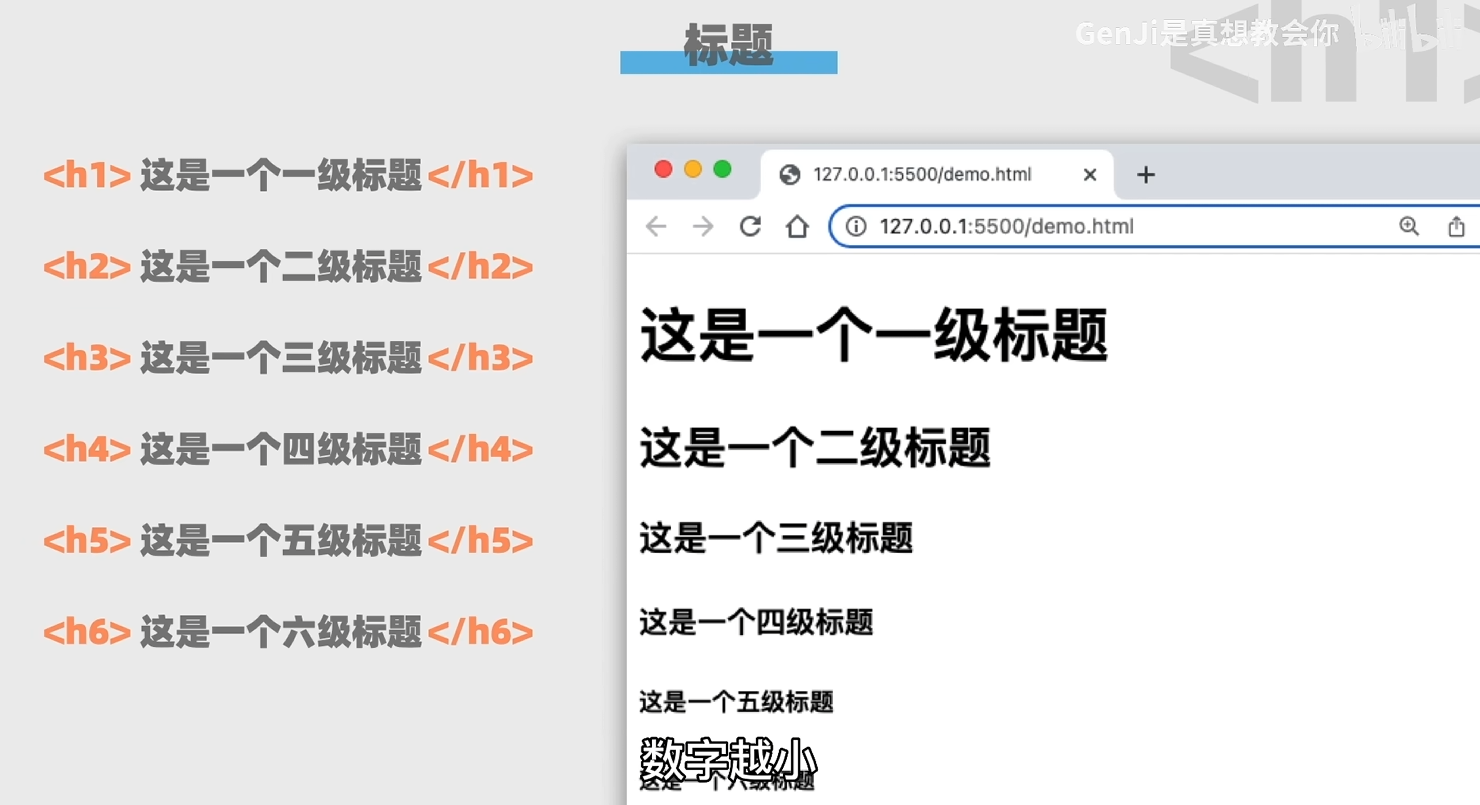 标题
GenJi是真想教会你 bilibili
<h1>
<h1> 这是一个一级标题</h1>
<h2> 这是一个二级标题</h2>
<h3> 这是一个三级标题</h3>
<h4> 这是一个四级标题</h4>
<h5> 这是一个五级标题</h5>
<h6> 这是一个六级标题</h6>
127.0.0.1:5500/demo.html
127.0.0.1:5500/demo.html
这是一个一级标题
这是一个二级标题
这是一个三级标题
这是一个四级标题
这是一个五级标题
数字越小
这是一个六级标题